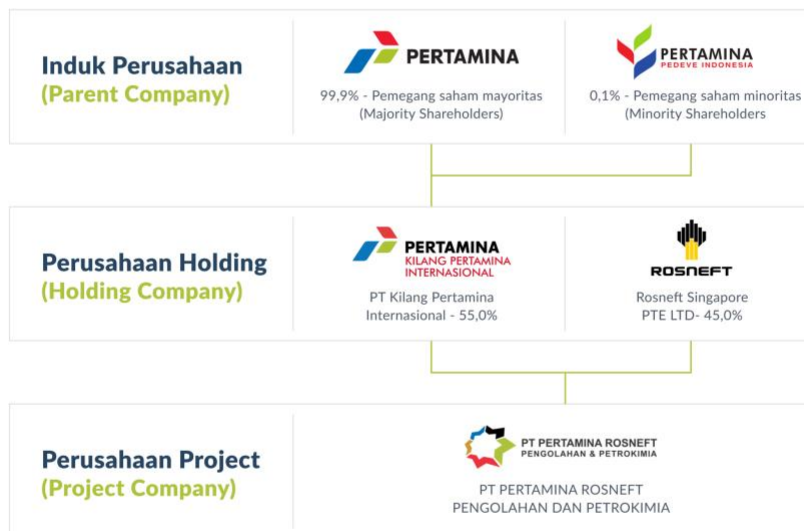 Induk Perusahaan
(Parent Company)
PERTAMINA
99,9% - Pemegang saham mayoritas
(Majority Shareholders)
PERTAMINA
PEDEVE INDONESIA
0,1% - Pemegang saham minoritas
(Minority Shareholders
Perusahaan Holding
(Holding Company)
PERTAMINA
KILANG PERTAMINA
INTERNASIONAL
PT Kilang Pertamina
Internasional - 55,0%
ROSNEFT
Rosneft Singapore
PTE LTD- 45,0%
Perusahaan Project
(Project Company)
PT PERTAMINA ROSNEFT
PENGOLAHAN & PETROKIMIA
PT PERTAMINA ROSNEFT
PENGOLAHAN DAN PETROKIMIA